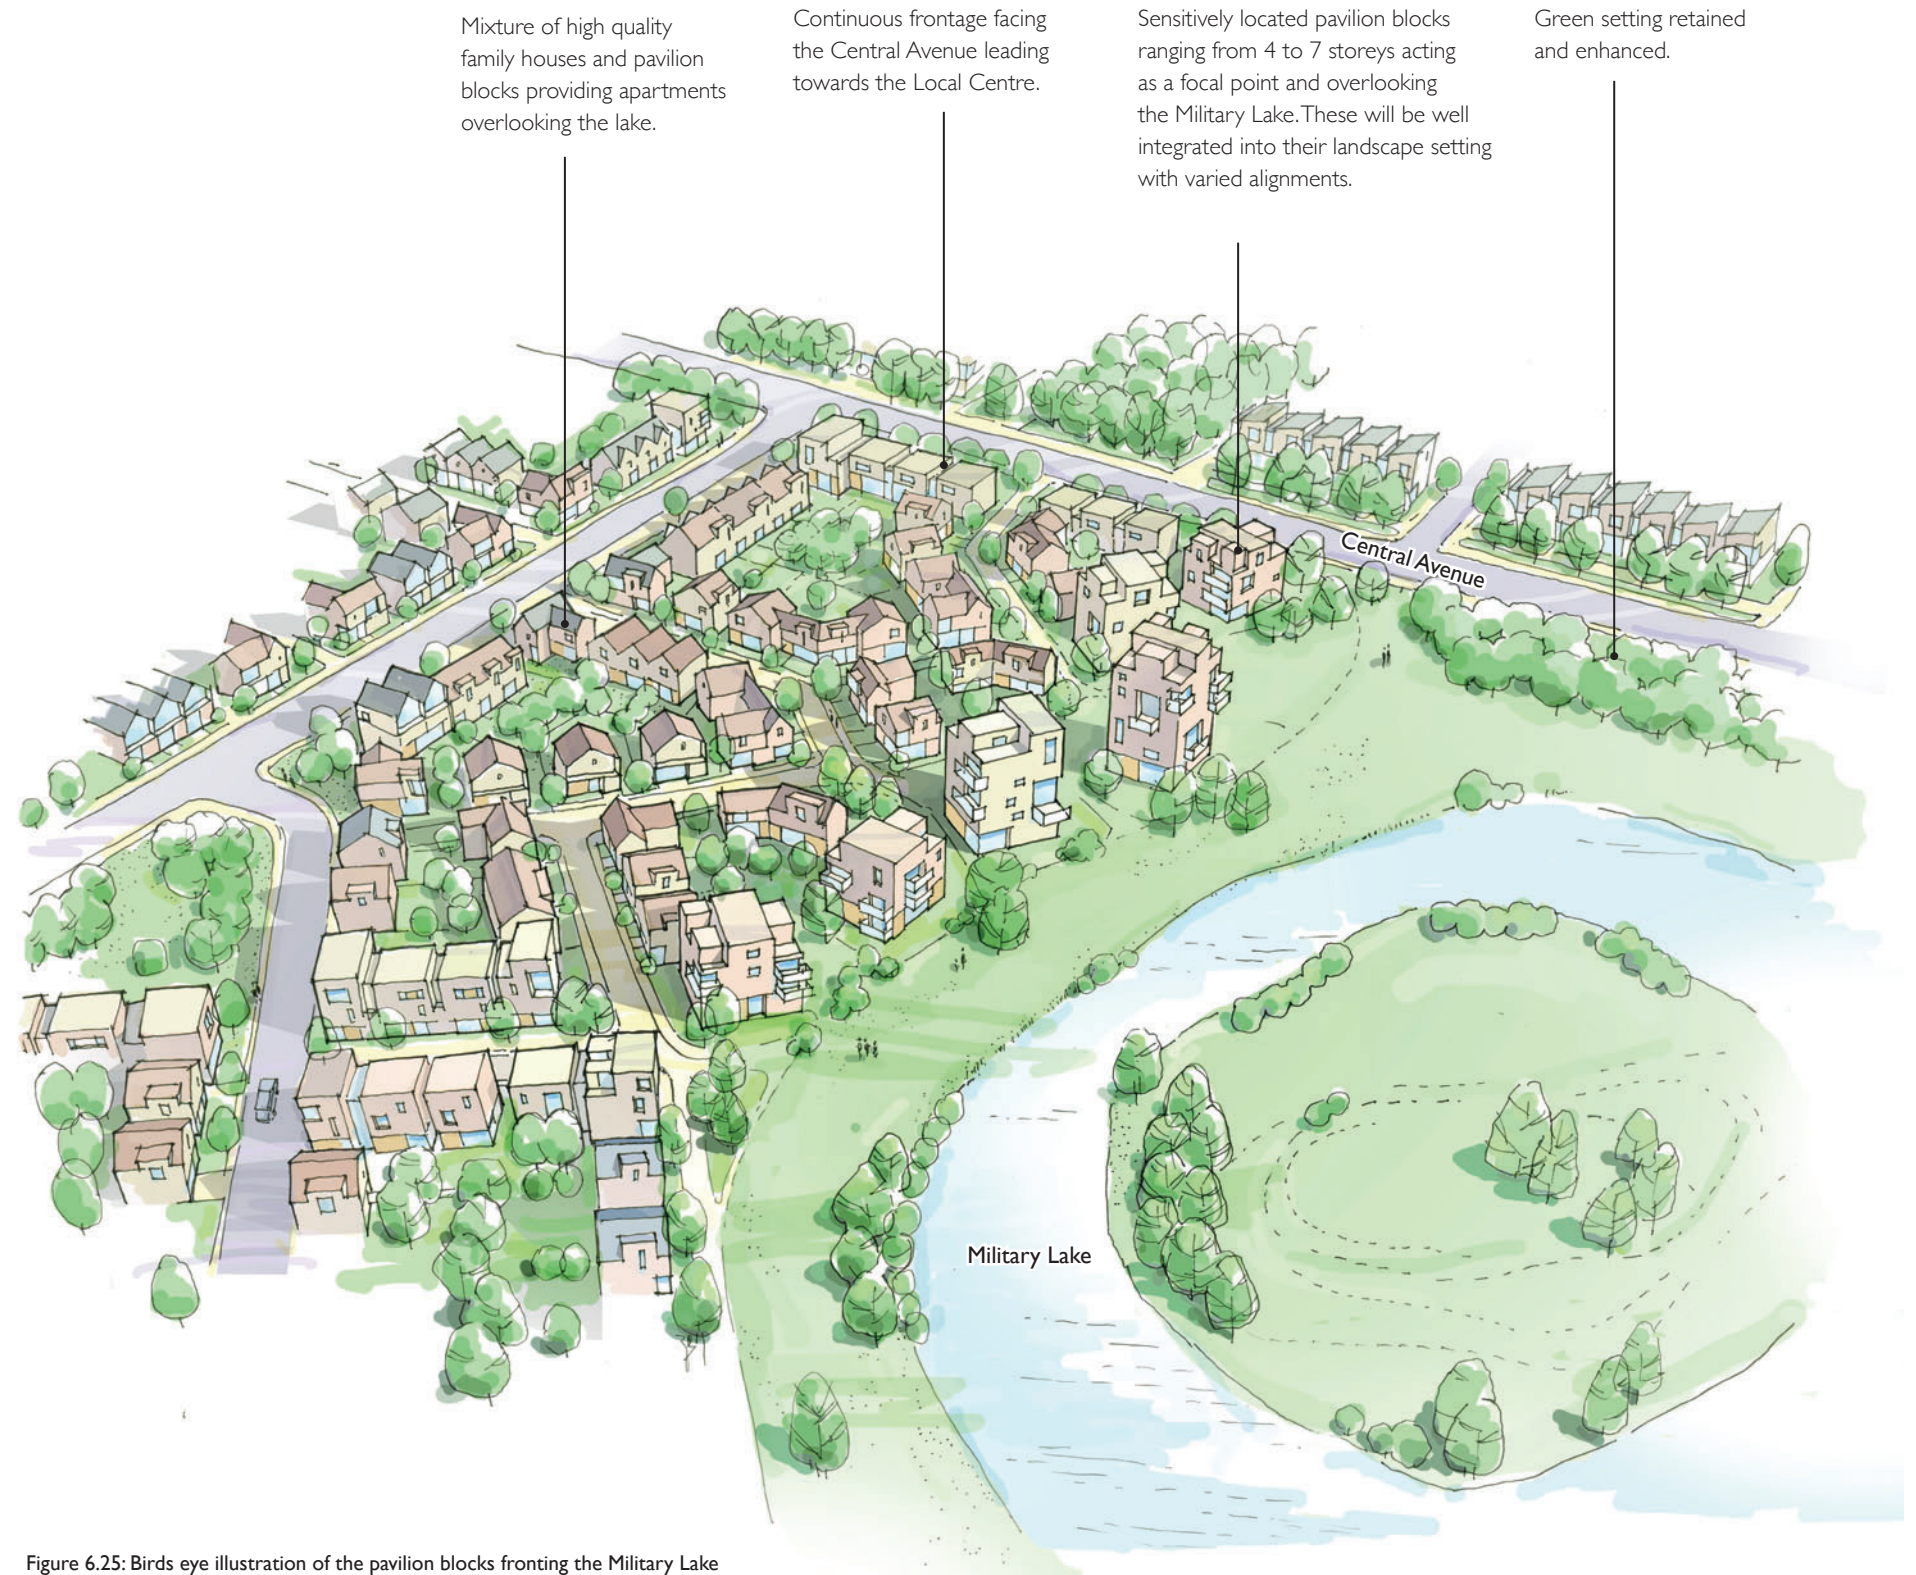 Mixture of high quality
family houses and pavilion
blocks providing apartments
overlooking the lake.
Continuous frontage facing
the Central Avenue leading
towards the Local Centre.
Sensitively located pavilion blocks
ranging from 4 to 7 storeys acting
as a focal point and overlooking
the Military Lake. These will be well
integrated into their landscape setting
with varied alignments.
Green setting retained
and enhanced.
Central Avenue
Military Lake
Figure 6.25: Birds eye illustration of the pavilion blocks fronting the Military Lake